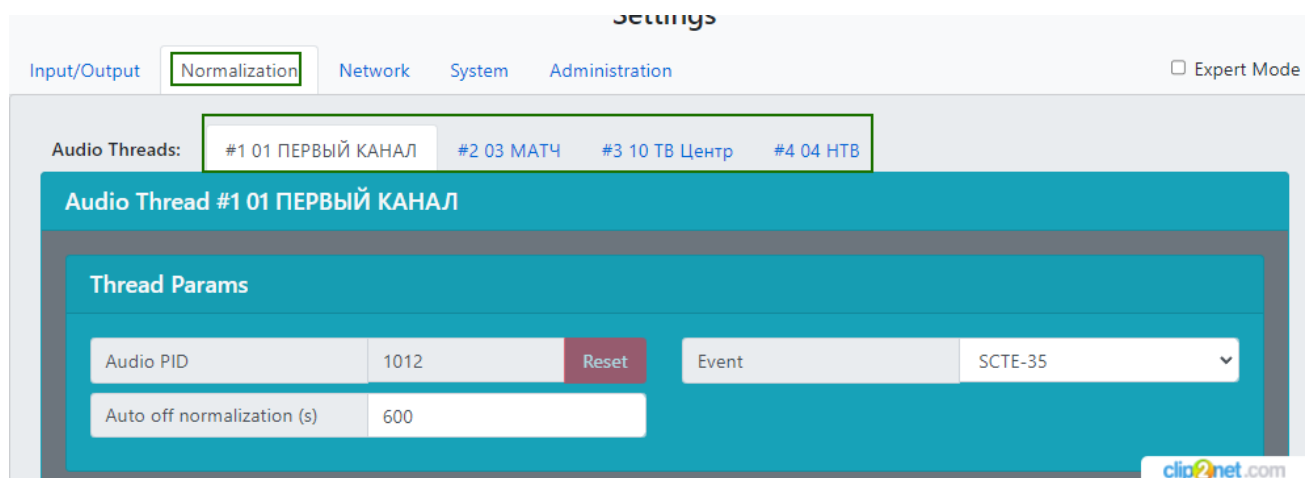 Settings
Input/Output Normalization Network System Administration Expert Mode
Audio Threads: #1 01 ПЕРВЫЙ КАНАЛ #2 03 МАТЧ #3 10 ТВ Центр #4 04 НТВ
Audio Thread #1 01 ПЕРВЫЙ КАНАЛ
Thread Params
Audio PID 1012 Reset Event SCTE-35
Auto off normalization (s) 600
clip2net.com